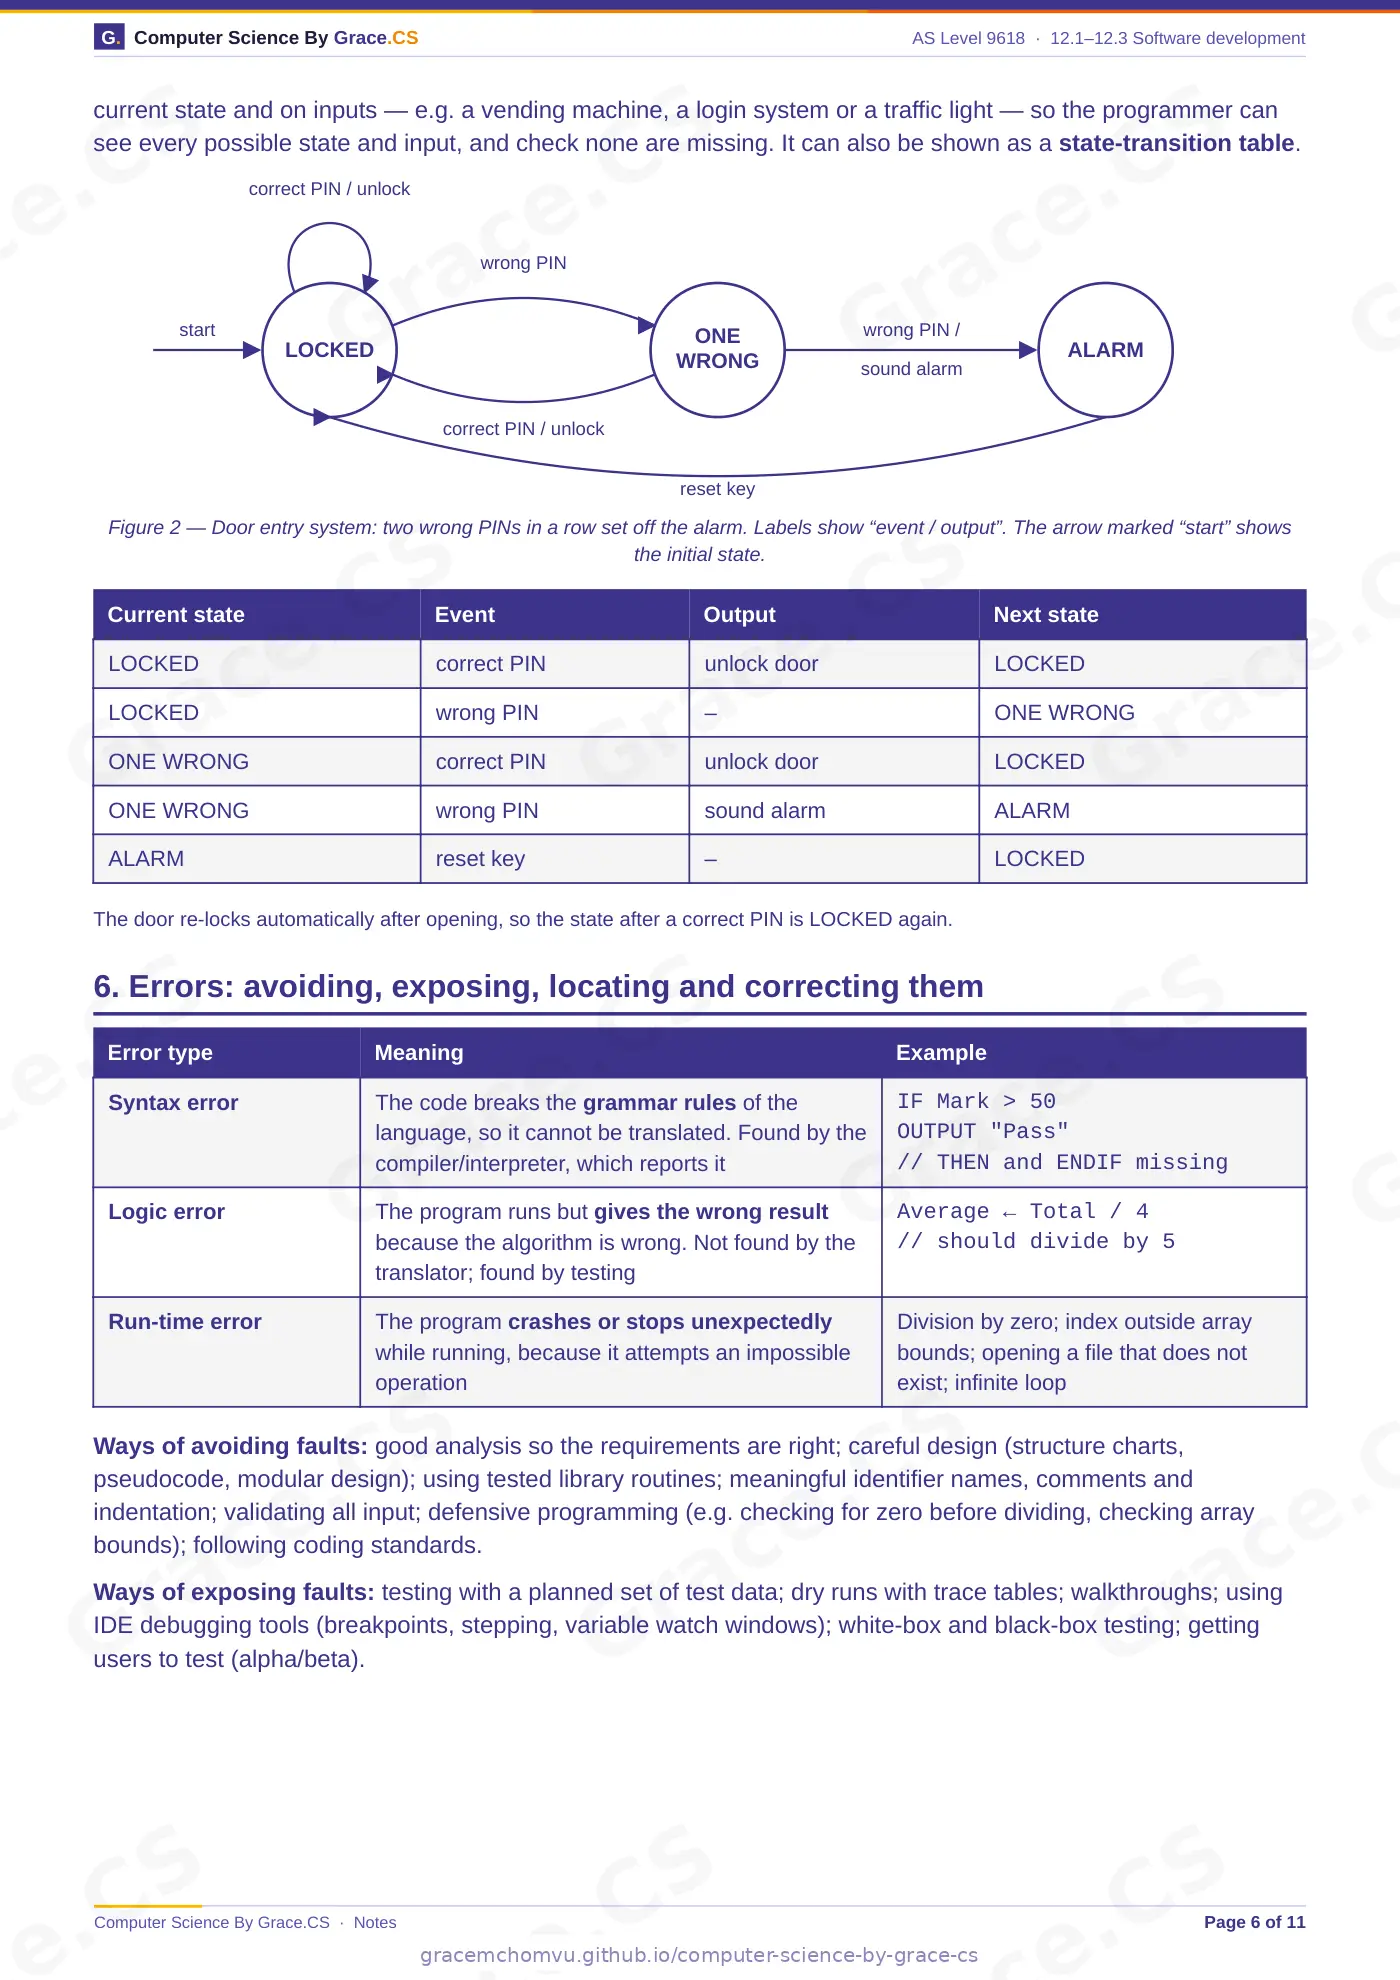 G. Computer Science By Grace.CS
AS Level 9618 · 12.1–12.3 Software development
current state and on inputs — e.g. a vending machine, a login system or a traffic light — so the programmer can
see every possible state and input, and check none are missing. It can also be shown as a state-transition table.
correct PIN / unlock
wrong PIN
start
LOCKED
ONE
WRONG
wrong PIN /
sound alarm
ALARM
correct PIN / unlock
reset key
Figure 2 — Door entry system: two wrong PINs in a row set off the alarm. Labels show “event / output”. The arrow marked “start” shows
the initial state.
Current state Event Output Next state
LOCKED correct PIN unlock door LOCKED
LOCKED wrong PIN – ONE WRONG
ONE WRONG correct PIN unlock door LOCKED
ONE WRONG wrong PIN sound alarm ALARM
ALARM reset key – LOCKED
The door re-locks automatically after opening, so the state after a correct PIN is LOCKED again.
6. Errors: avoiding, exposing, locating and correcting them
Error type Meaning Example
Syntax error
The code breaks the grammar rules of the
language, so it cannot be translated. Found by the
compiler/interpreter, which reports it
IF Mark > 50
OUTPUT "Pass"
// THEN and ENDIF missing
Logic error
The program runs but gives the wrong result
because the algorithm is wrong. Not found by the
translator; found by testing
Average ← Total / 4
// should divide by 5
Run-time error
The program crashes or stops unexpectedly
while running, because it attempts an impossible
operation
Division by zero; index outside array
bounds; opening a file that does not
exist; infinite loop
Ways of avoiding faults: good analysis so the requirements are right; careful design (structure charts,
pseudocode, modular design); using tested library routines; meaningful identifier names, comments and
indentation; validating all input; defensive programming (e.g. checking for zero before dividing, checking array
bounds); following coding standards.
Ways of exposing faults: testing with a planned set of test data; dry runs with trace tables; walkthroughs; using
IDE debugging tools (breakpoints, stepping, variable watch windows); white-box and black-box testing; getting
users to test (alpha/beta).
Computer Science By Grace.CS · Notes
Page 6 of 11
gracemchomvu.github.io/computer-science-by-grace-cs